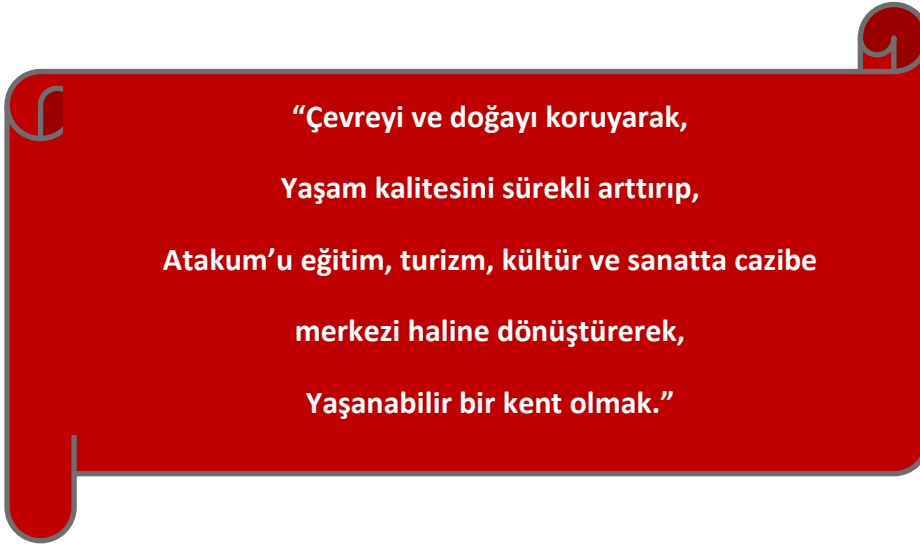 “Çevreyi ve doğayı koruyarak,
Yaşam kalitesini sürekli arttırıp,
Atakum’u eğitim, turizm, kültür ve sanatta cazibe
merkezi haline dönüştürerek,
Yaşanabilir bir kent olmak.”